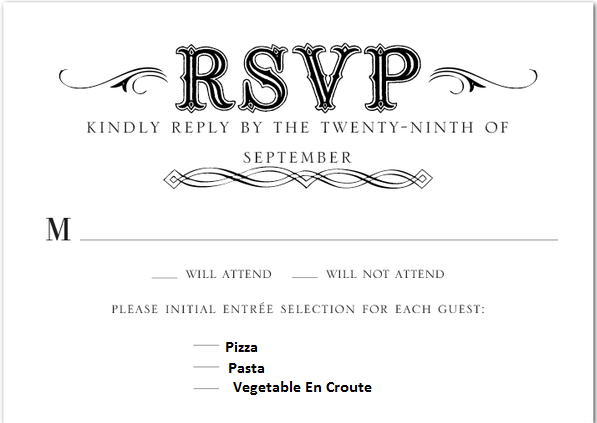 RSVP
KINDLY REPLY BY THE TWENTY-NINTH OF
SEPTEMBER
M
WILL ATTEND WILL NOT ATTEND
PLEASE INITIAL ENTRÉE SELECTION FOR EACH GUEST:
Pizza
Pasta
Vegetable En Croute